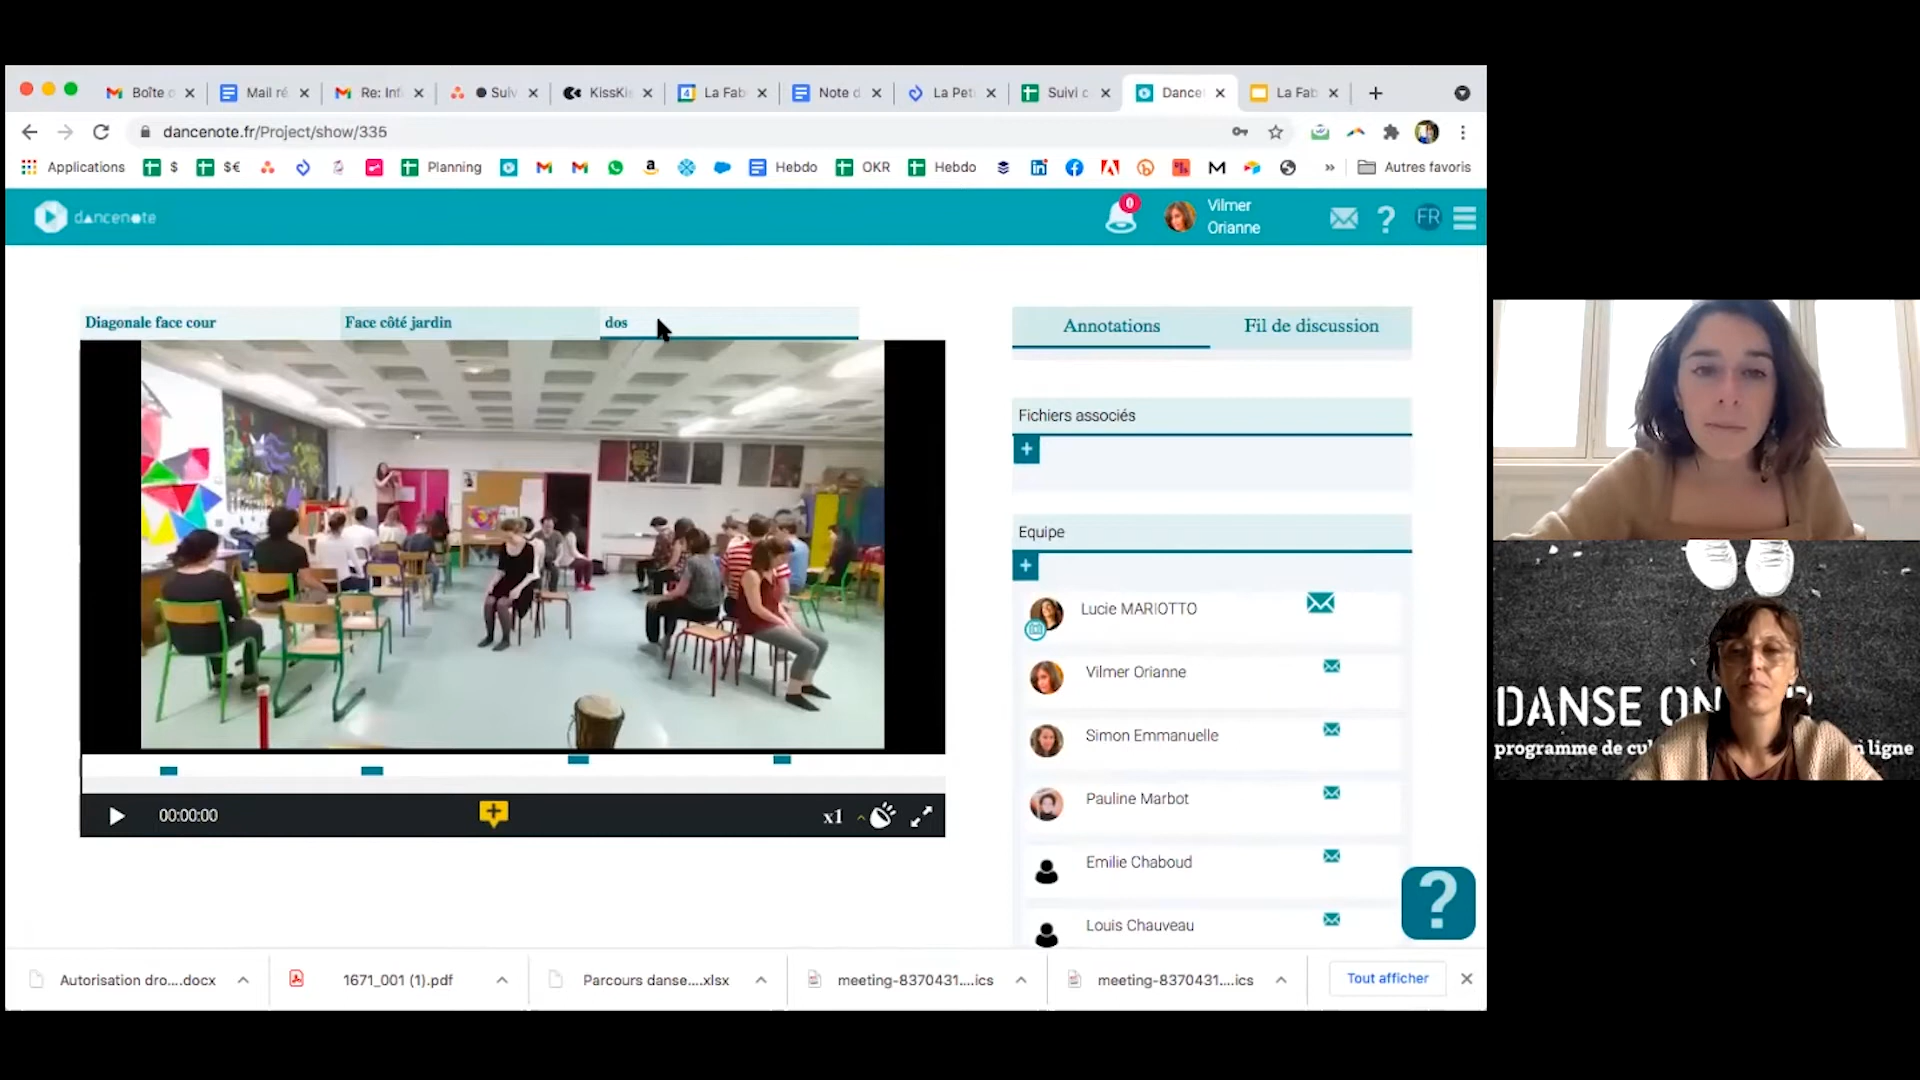 Boîte
Mail ré
Re: Inf
Suiv
KissKi
La Fab
Note d
La Pet
Suivi c
Dance
La Fab
dancenote.fr/Project/show/335
Applications
$
$€
Planning
Hebdo
OKR
Hebdo
Autres favoris
dancenote
0
Vilmer
Orianne
?
FR
Diagonale face cour
Face côté jardin
dos
Annotations
Fil de discussion
Fichiers associés
+
Equipe
+
Lucie MARIOTTO
Vilmer Orianne
Simon Emmanuelle
Pauline Marbot
Emilie Chaboud
Louis Chauveau
00:00:00
x1
?
DANSE ON
programme de cul
n ligne
Autorisation dro....docx
1671_001 (1).pdf
Parcours danse....xlsx
meeting-8370431....ics
meeting-8370431....ics
Tout afficher